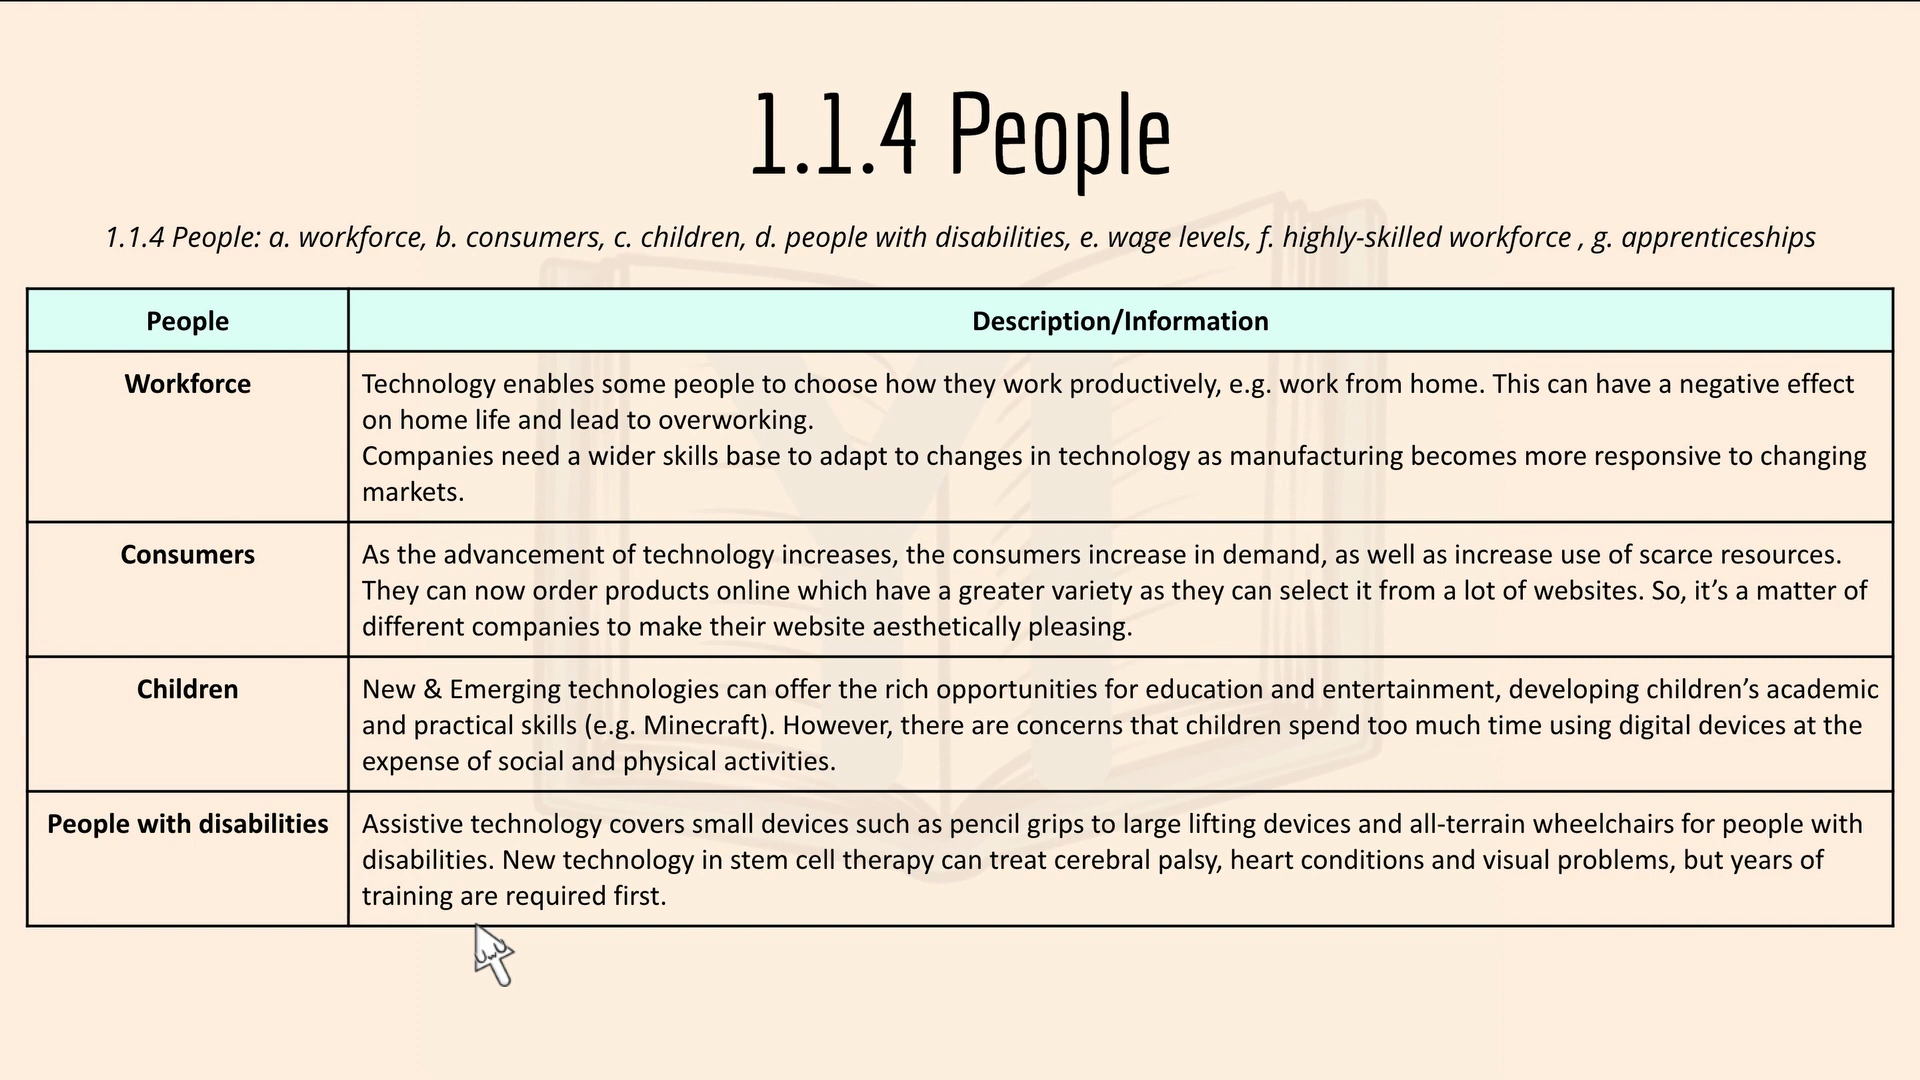 1.1.4 People
1.1.4 People: a. workforce, b. consumers, c. children, d. people with disabilities, e. wage levels, f. highly-skilled workforce , g. apprenticeships
People
Description/Information
Workforce
Technology enables some people to choose how they work productively, e.g. work from home. This can have a negative effect
on home life and lead to overworking.
Companies need a wider skills base to adapt to changes in technology as manufacturing becomes more responsive to changing
markets.
Consumers
As the advancement of technology increases, the consumers increase in demand, as well as increase use of scarce resources.
They can now order products online which have a greater variety as they can select it from a lot of websites. So, it’s a matter of
different companies to make their website aesthetically pleasing.
Children
New & Emerging technologies can offer the rich opportunities for education and entertainment, developing children’s academic
and practical skills (e.g. Minecraft). However, there are concerns that children spend too much time using digital devices at the
expense of social and physical activities.
People with disabilities
Assistive technology covers small devices such as pencil grips to large lifting devices and all-terrain wheelchairs for people with
disabilities. New technology in stem cell therapy can treat cerebral palsy, heart conditions and visual problems, but years of
training are required first.